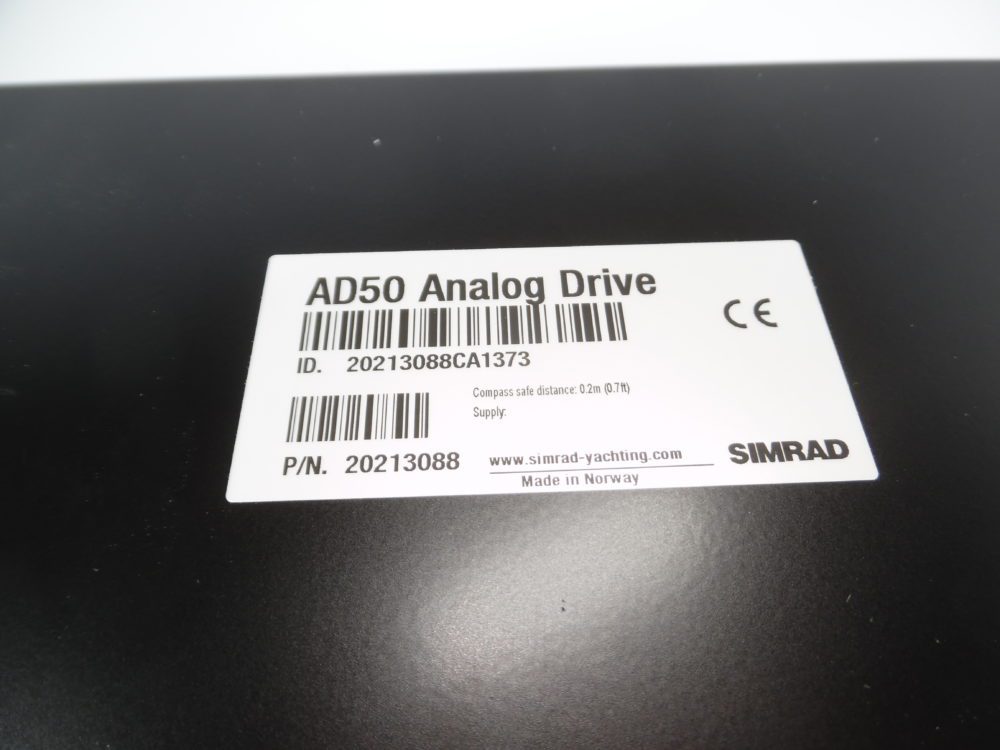 AD50 Analog Drive
CE
ID. 20213088CA1373
Compass safe distance: 0.2m (0.7ft)
Supply:
P/N. 20213088
www.simrad-yachting.com
Made in Norway
SIMRAD